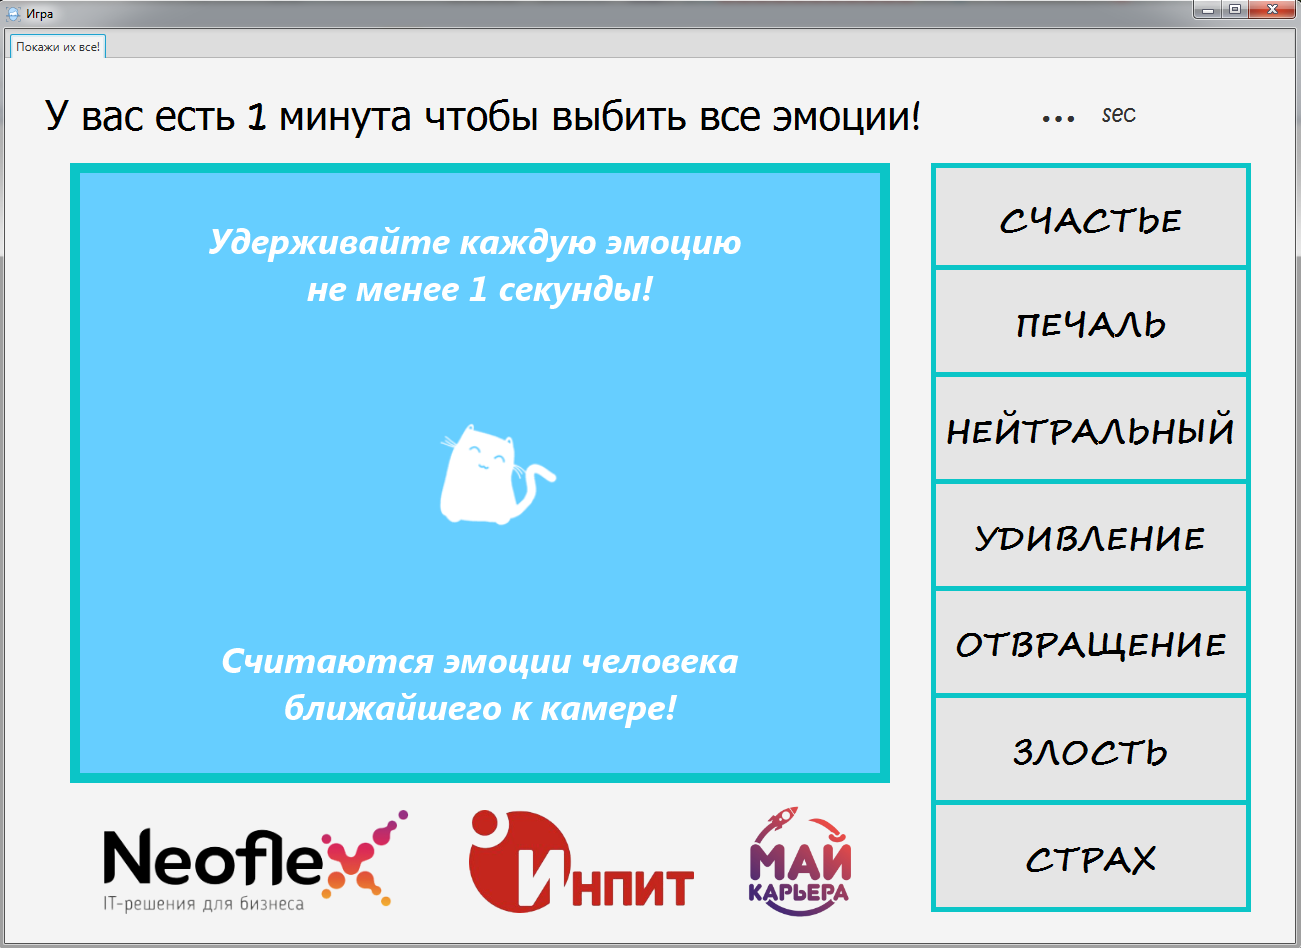 Игра
Покажи их все!
У вас есть 1 минута чтобы выбить все эмоции!
... sec
Удерживайте каждую эмоцию
не менее 1 секунды!
Считаются эмоции человека
ближайшего к камере!
СЧАСТЬЕ
ПЕЧАЛЬ
НЕЙТРАЛЬНЫЙ
УДИВЛЕНИЕ
ОТВРАЩЕНИЕ
ЗЛОСТЬ
СТРАХ
Neoflex
IT-решения для бизнеса
Инпит
МАЙ
КАРЬЕРА